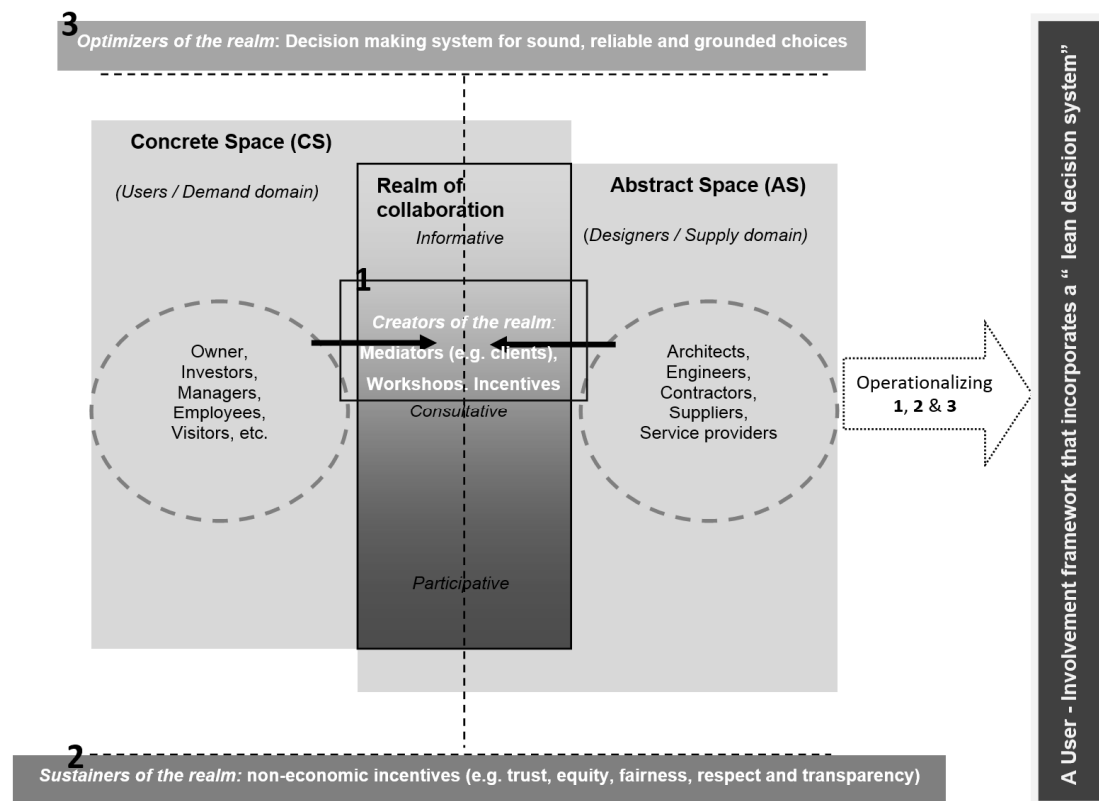 3
Optimizers of the realm: Decision making system for sound, reliable and grounded choices
Concrete Space (CS)
(Users / Demand domain)
Realm of
collaboration
Informative
Abstract Space (AS)
(Designers / Supply domain)
1
Creators of the realm:
Mediators (e.g. clients),
Workshops, Incentives
Consultative
Participative
Owner,
Investors,
Managers,
Employees,
Visitors, etc.
Architects,
Engineers,
Contractors,
Suppliers,
Service providers
Operationalizing
1, 2 & 3
A User - Involvement framework that incorporates a “ lean decision system”
2
Sustainers of the realm: non-economic incentives (e.g. trust, equity, fairness, respect and transparency)